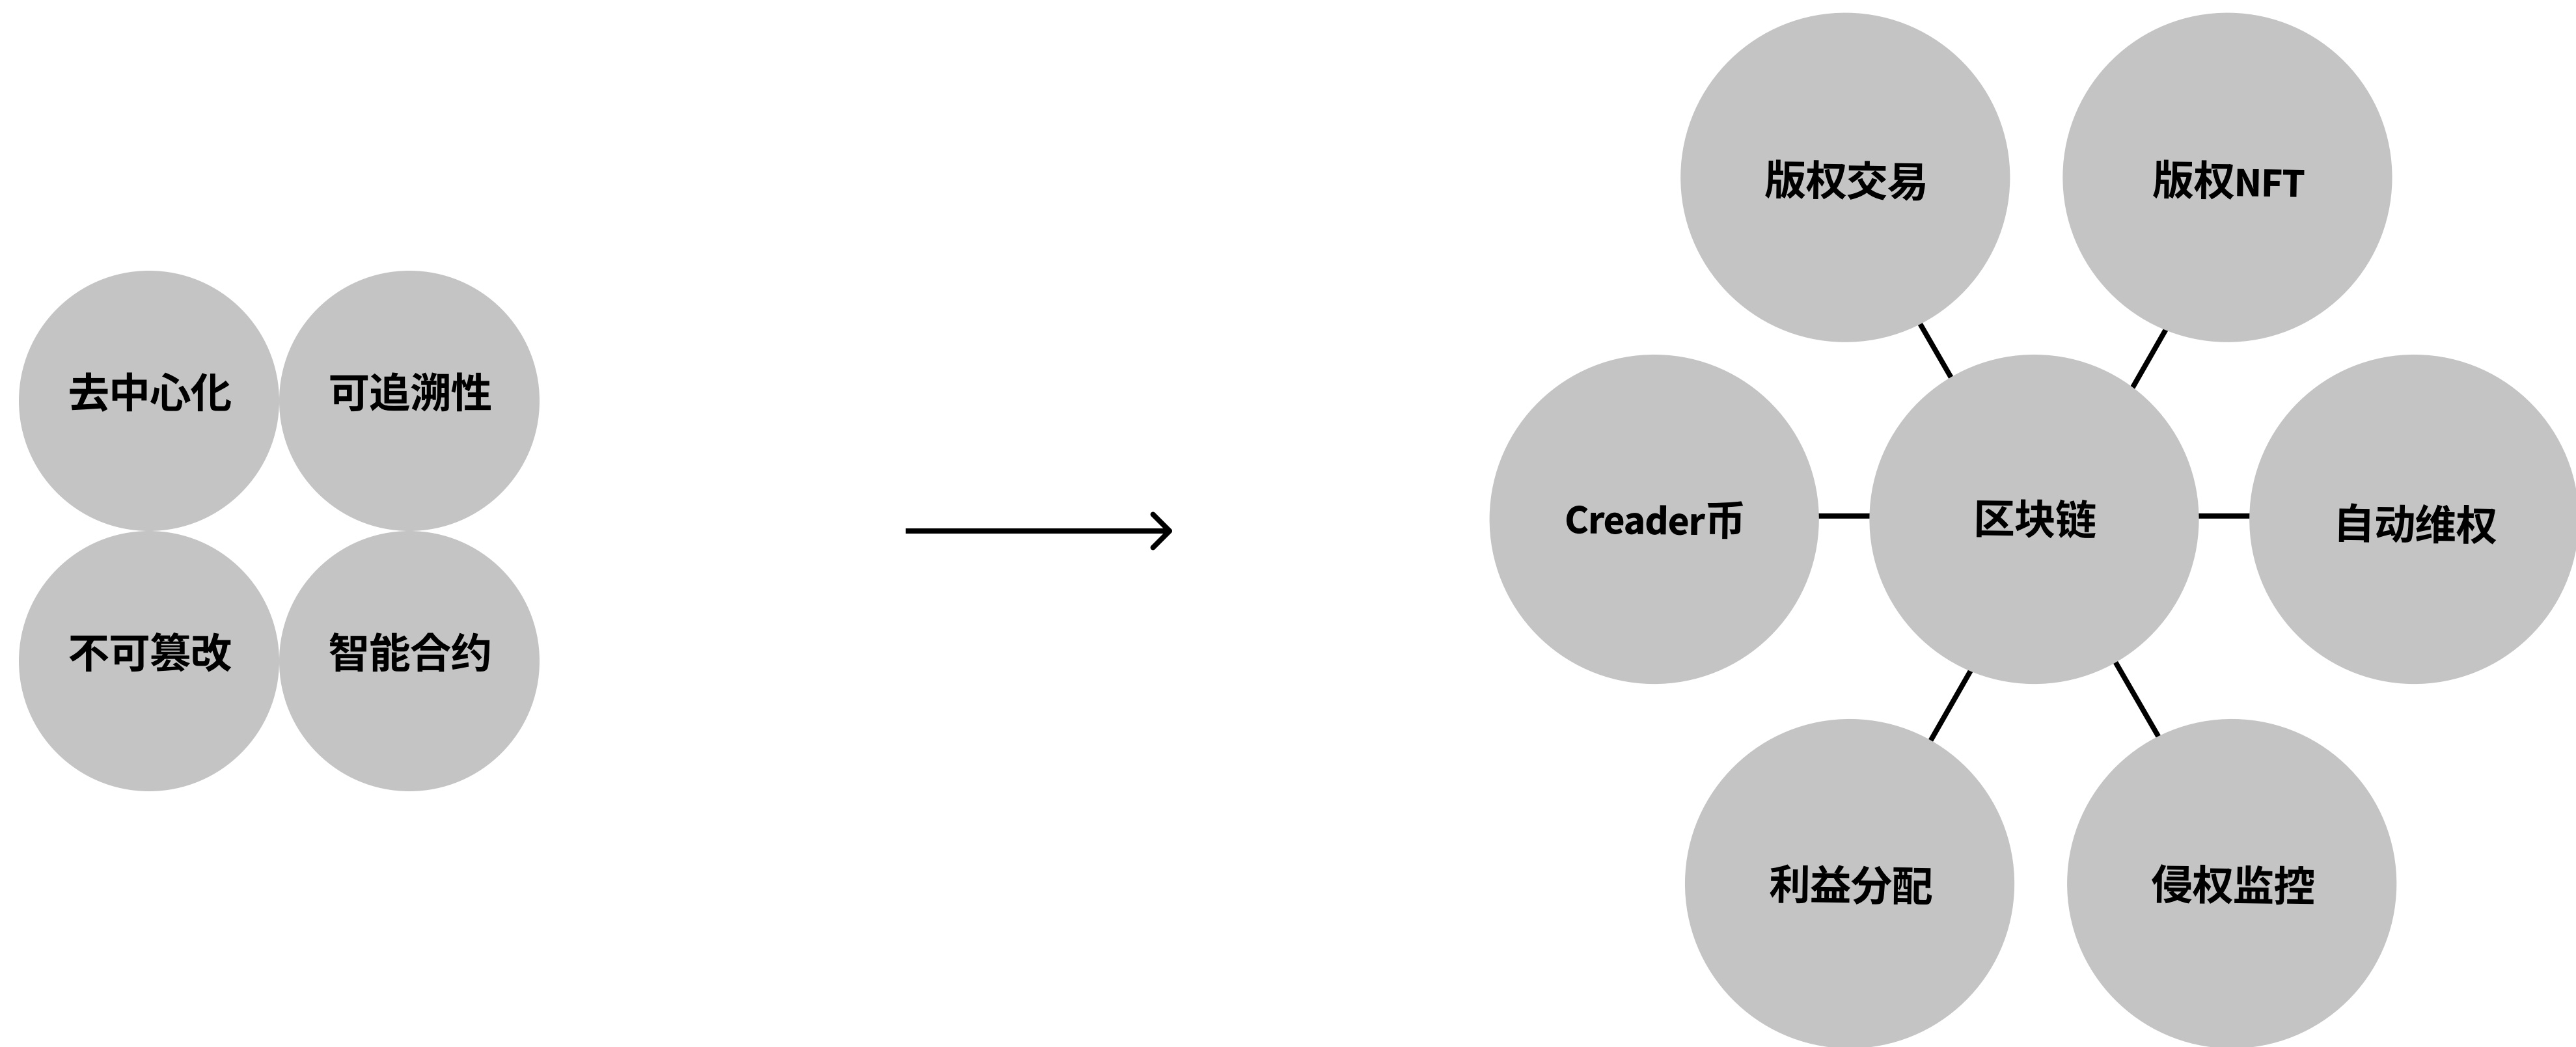 去中心化
可追溯性
不可篡改
智能合约
版权交易
版权NFT
Creader币
区块链
自动维权
利益分配
侵权监控